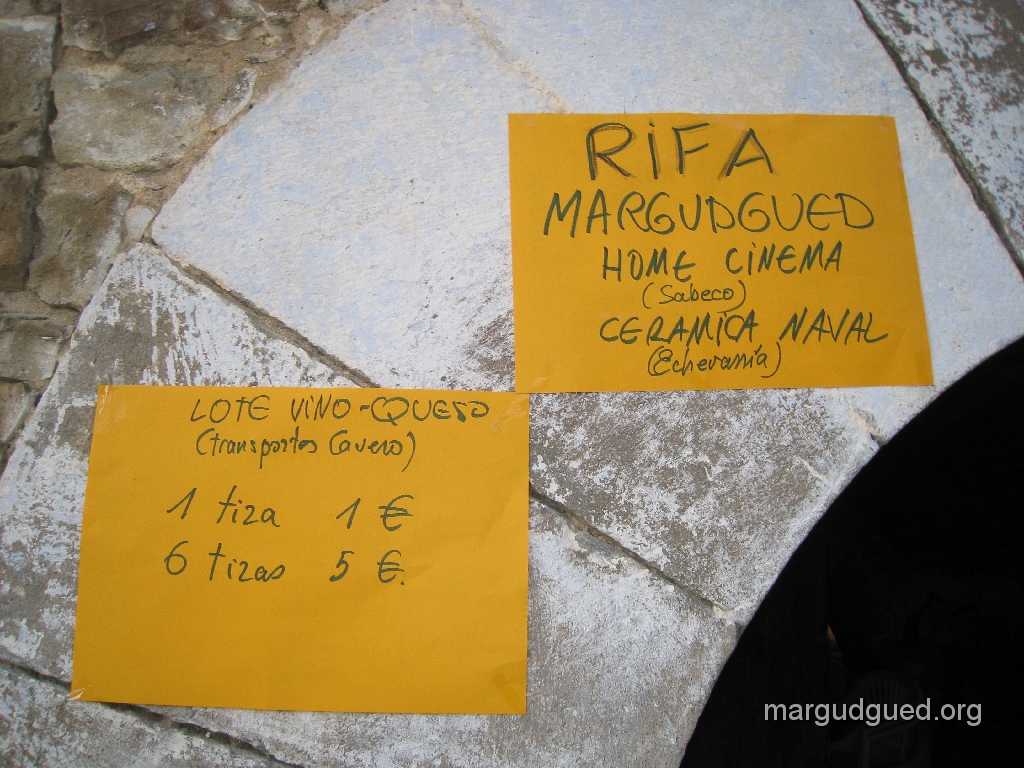 RIFA
MARGUDGUED
HOME CINEMA
(Sabeco)
CERAMICA NAVAL
(Echevarría)
LOTE VINO-QUESO
(transportes Cavero)
1 tiza 1 €
6 tizas 5 €.
margudgued.org